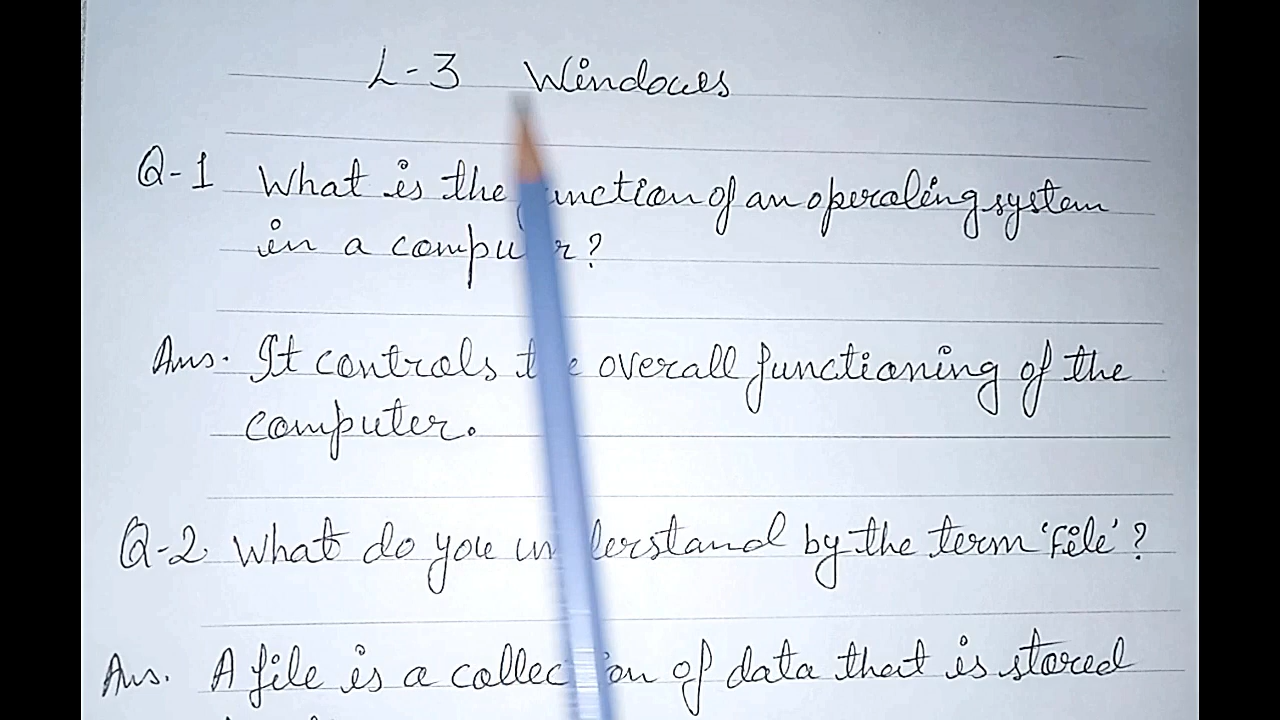 L-3 Windows
Q-1 What is the function of an operating system
in a computer?
Ans. It controls the overall functioning of the
computer.
Q-2. What do you understand by the term 'File'?
Ans. A file is a collection of data that is stored